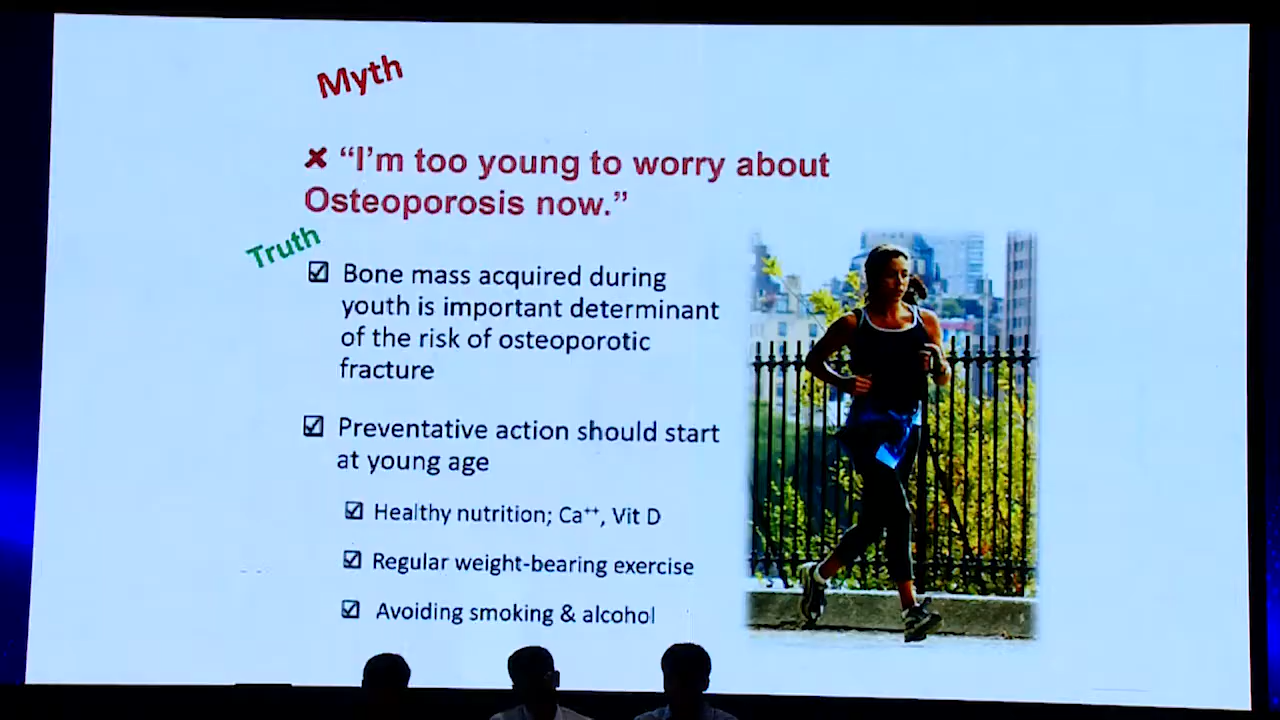 Myth
✘ “I’m too young to worry about
Osteoporosis now.”
Truth
☑ Bone mass acquired during
youth is important determinant
of the risk of osteoporotic
fracture
☑ Preventative action should start
at young age
☑ Healthy nutrition; Ca⁺⁺, Vit D
☑ Regular weight-bearing exercise
☑ Avoiding smoking & alcohol